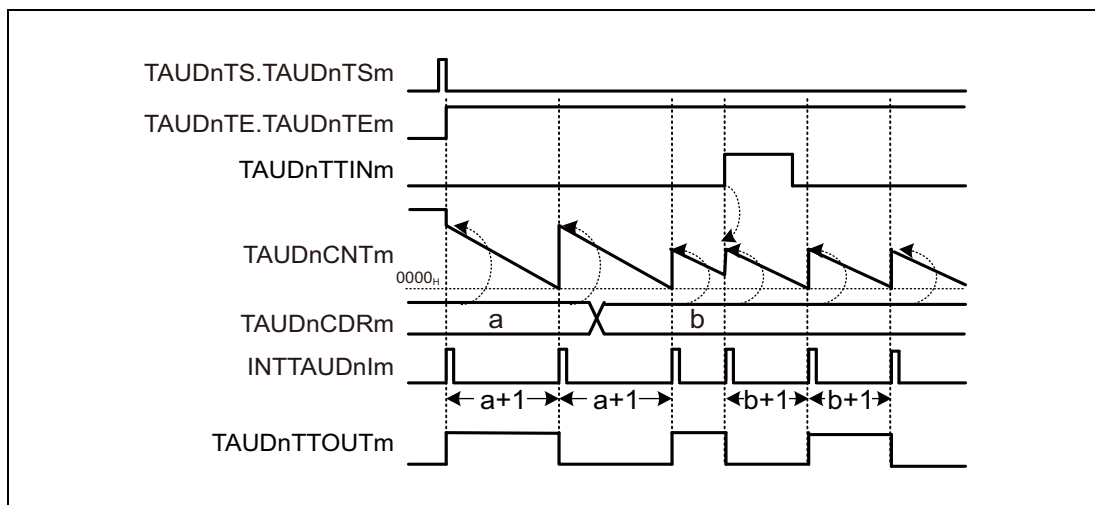 TAUDnTS.TAUDnTSm
TAUDnTE.TAUDnTEm
TAUDnTTINm
TAUDnCNTm
0000H
TAUDnCDRm
a
b
INTTAUDnIm
a+1
a+1
b+1
b+1
TAUDnTTOUTm